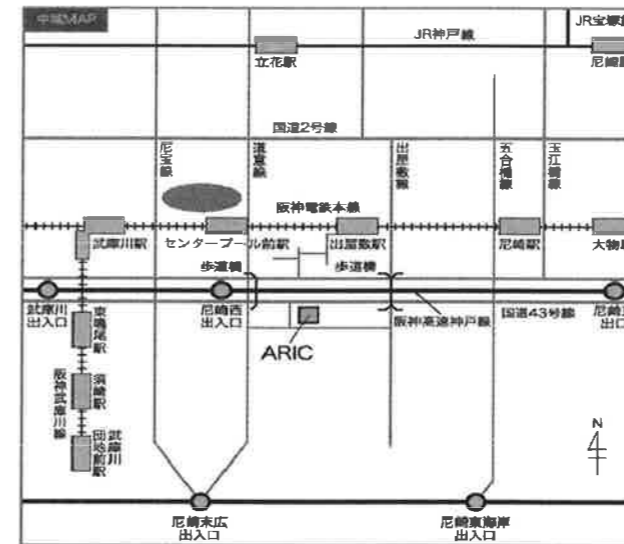 中域MAP
JR宝塚
JR神戸線
立花駅
尼崎
国道2号線
尼宝線
道意線
出屋敷線
五合橋線
玉江橋線
阪神電鉄本線
武庫川駅
センタープール前駅
出屋敷駅
尼崎駅
大物
歩道橋
歩道橋
武庫川
出入口
尼崎西
出入口
阪神高速神戸線
国道43号線
尼崎
出口
東鳴尾駅
ARIC
阪神武庫川線
須崎駅
武庫川
団地前駅
N
尼崎末広
出入口
尼崎東海岸
出入口